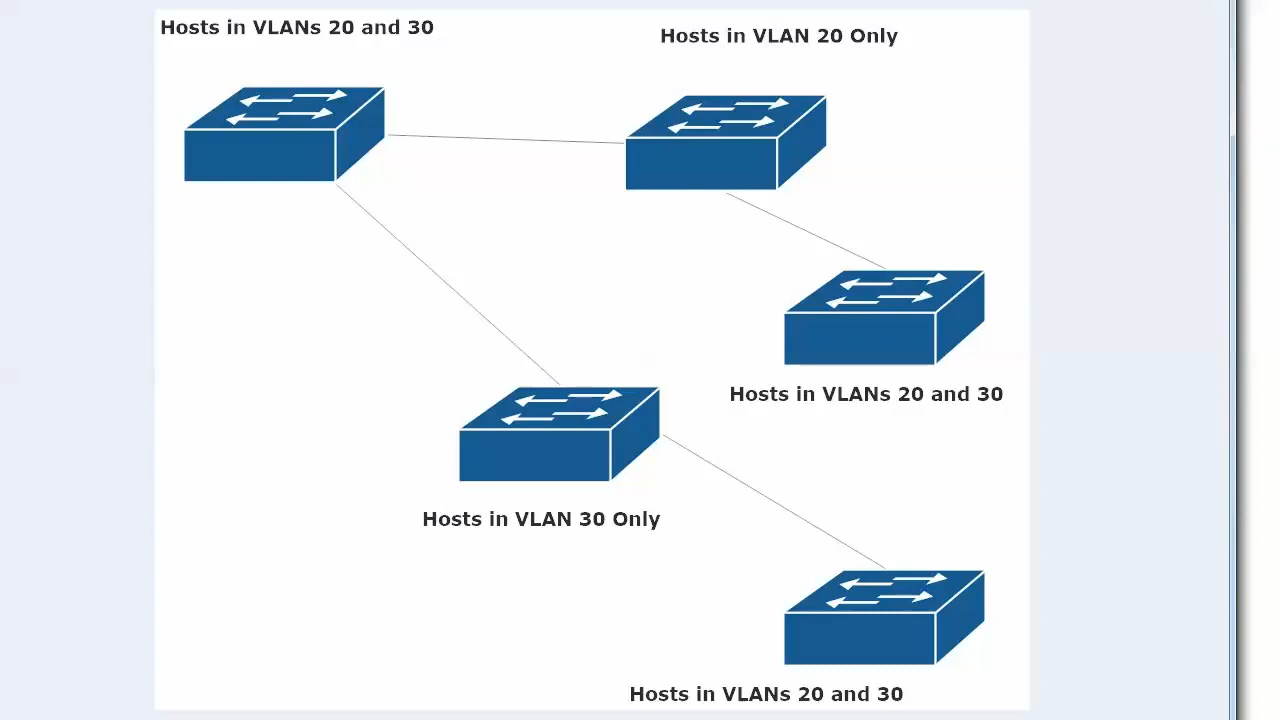 Hosts in VLANs 20 and 30
Hosts in VLAN 20 Only
Hosts in VLANs 20 and 30
Hosts in VLAN 30 Only
Hosts in VLANs 20 and 30